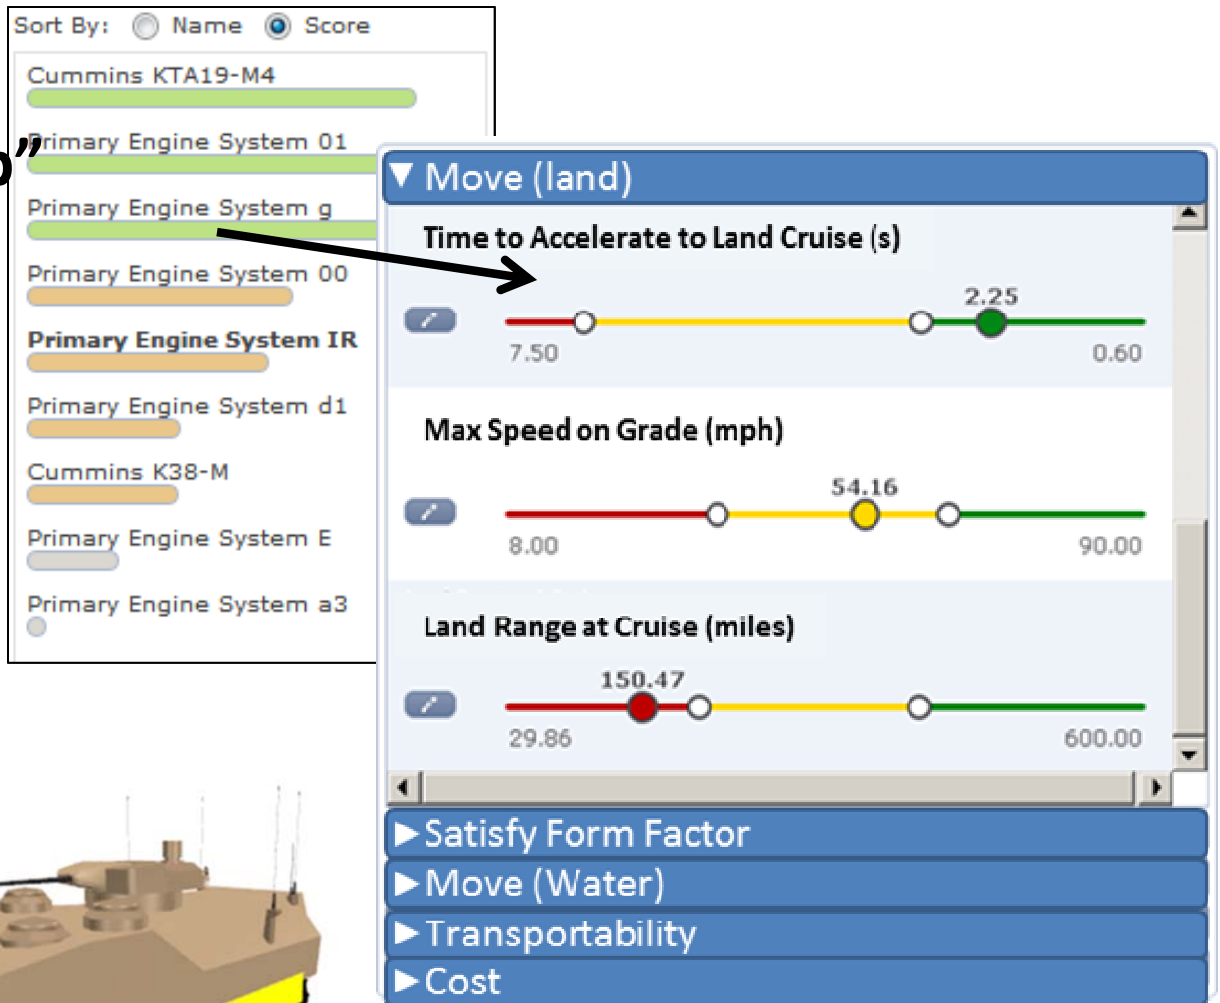 Sort By: Name Score
Cummins KTA19-M4
Primary Engine System 01
Primary Engine System g
Primary Engine System 00
Primary Engine System IR
Primary Engine System d1
Cummins K38-M
Primary Engine System E
Primary Engine System a3
Move (land)
Time to Accelerate to Land Cruise (s)
2.25
7.50 0.60
Max Speed on Grade (mph)
54.16
8.00 90.00
Land Range at Cruise (miles)
150.47
29.86 600.00
Satisfy Form Factor
Move (Water)
Transportability
Cost